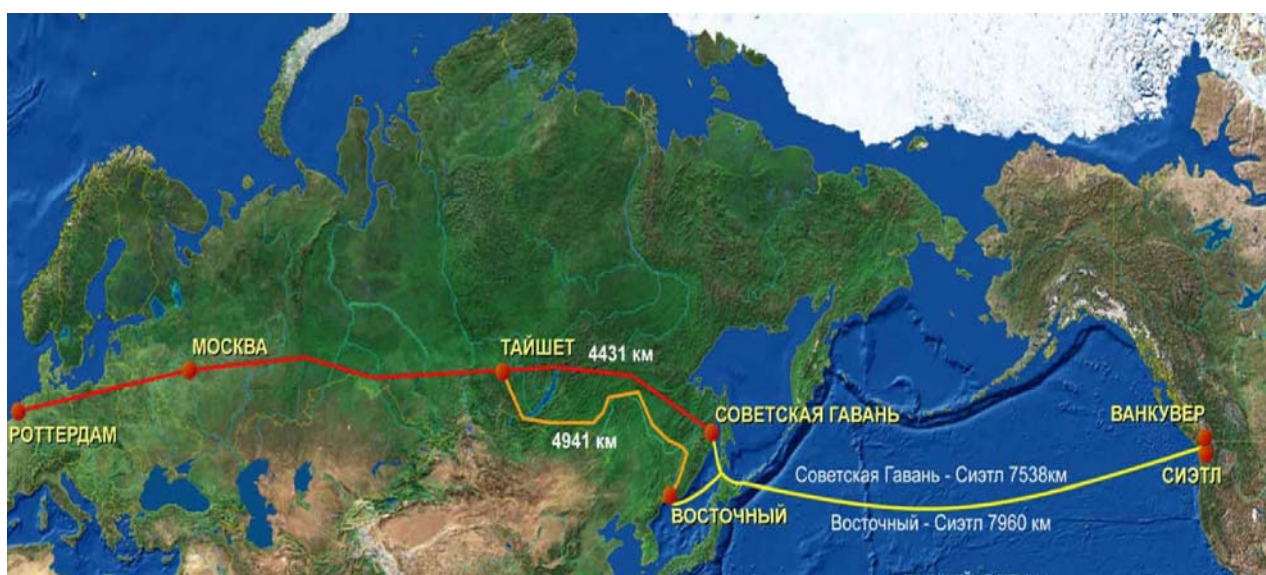 МОСКВА
ТАЙШЕТ
4431 км
РОТТЕРДАМ
4941 км
СОВЕТСКАЯ ГАВАНЬ
ВАНКУВЕР
СИЭТЛ
Советская Гавань - Сиэтл 7538км
ВОСТОЧНЫЙ
Восточный - Сиэтл 7960 км